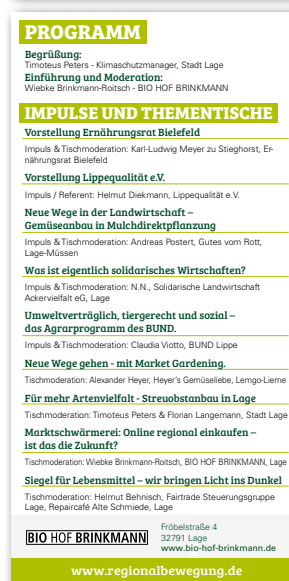 PROGRAMM
Begrüßung:
Timoteus Peters - Klimaschutzmanager, Stadt Lage
Einführung und Moderation:
Wiebke Brinkmann-Roitsch - BIO HOF BRINKMANN
IMPULSE UND THEMENTISCHE
Vorstellung Ernährungsrat Bielefeld
Impuls & Tischmoderation: Karl-Ludwig Meyer zu Stieghorst, Er-
nährungsrat Bielefeld
Vorstellung Lippequalität e.V.
Impuls / Referent: Helmut Diekmann, Lippequalität e.V.
Neue Wege in der Landwirtschaft –
Gemüseanbau in Mulchdirektpflanzung
Impuls & Tischmoderation: Andreas Postert, Gutes vom Rott,
Lage-Müssen
Was ist eigentlich solidarisches Wirtschaften?
Impuls & Tischmoderation: N.N., Solidarische Landwirtschaft
Ackervielfalt eG, Lage
Umweltverträglich, tiergerecht und sozial –
das Agrarprogramm des BUND.
Impuls & Tischmoderation: Claudia Viotto, BUND Lippe
Neue Wege gehen - mit Market Gardening.
Tischmoderation: Alexander Heyer, Heyer's Gemüseliebe, Lemgo-Lieme
Für mehr Artenvielfalt - Streuobstanbau in Lage
Tischmoderation: Timoteus Peters & Florian Langemann, Stadt Lage
Marktschwärmerei: Online regional einkaufen –
ist das die Zukunft?
Tischmoderation: Wiebke Brinkmann-Roitsch, BIO HOF BRINKMANN, Lage
Siegel für Lebensmittel – wir bringen Licht ins Dunkel
Tischmoderation: Helmut Behnisch, Fairtrade Steuerungsgruppe
Lage, Repaircafé Alte Schmiede, Lage
BIO HOF BRINKMANN
Fröbelstraße 4
32791 Lage
www.bio-hof-brinkmann.de
www.regionalbewegung.de